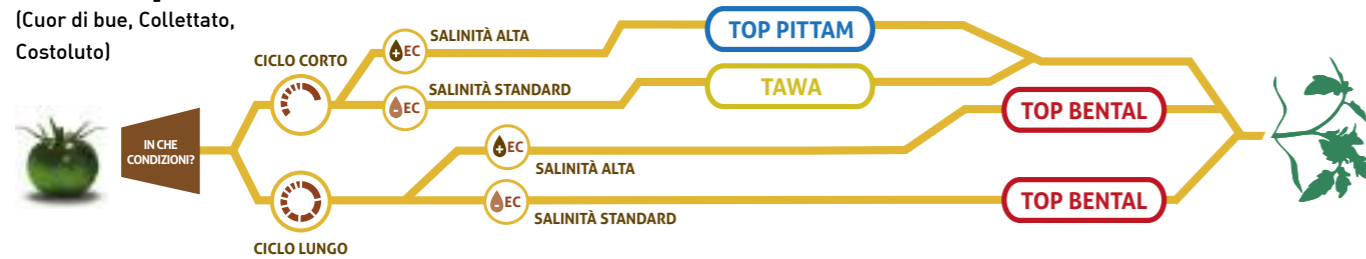 (Cuor di bue, Collettato,
Costoluto)
CICLO CORTO
+ EC
SALINITÀ ALTA
TOP PITTAM
- EC
SALINITÀ STANDARD
TAWA
IN CHE
CONDIZIONI?
+ EC
SALINITÀ ALTA
TOP BENTAL
- EC
SALINITÀ STANDARD
TOP BENTAL
CICLO LUNGO